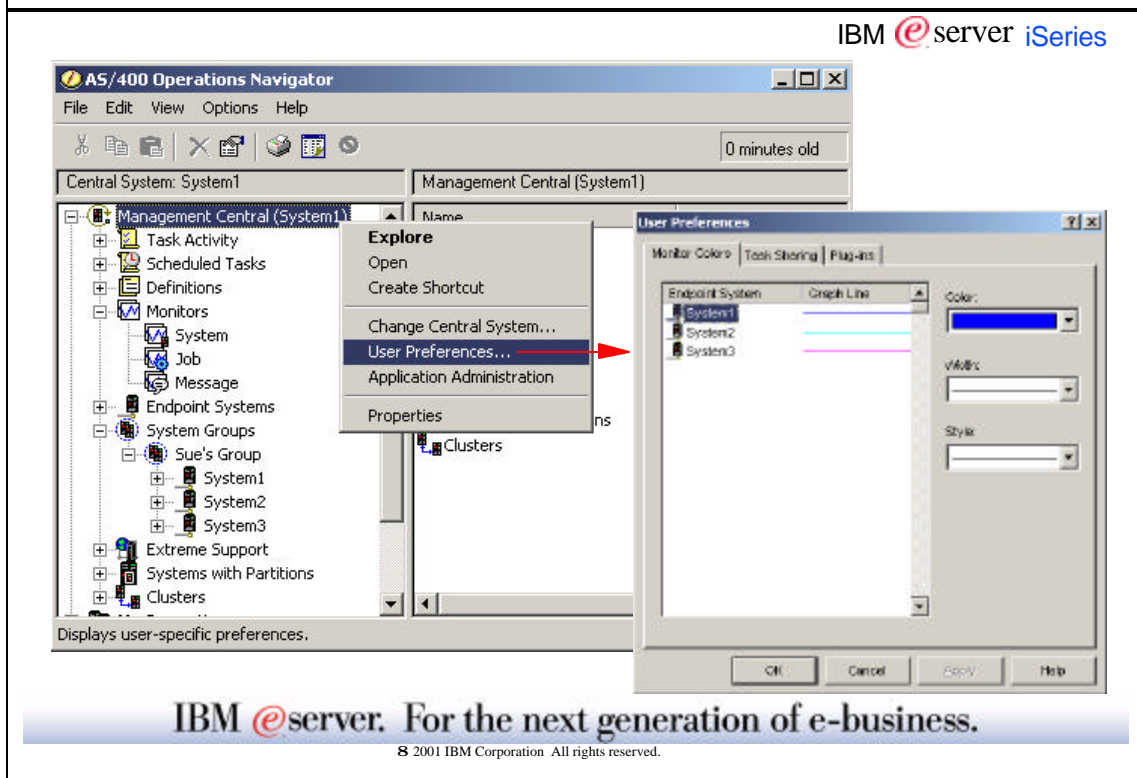 IBM e server iSeries
AS/400 Operations Navigator
File Edit View Options Help
0 minutes old
Central System: System1
Management Central (System1)
Management Central (System1)
Task Activity
Scheduled Tasks
Definitions
Monitors
System
Job
Message
Endpoint Systems
System Groups
Sue's Group
System1
System2
System3
Extreme Support
Systems with Partitions
Clusters
Name
ns
Clusters
Explore
Open
Create Shortcut
Change Central System...
User Preferences...
Application Administration
Properties
Displays user-specific preferences.
User Preferences
Monitor Colors Task Sharing Plug-ins
Endpoint System Graph Line
System1
System2
System3
Color:
Width:
Style:
OK Cancel Apply Help
IBM e server. For the next generation of e-business.
8 2001 IBM Corporation All rights reserved.